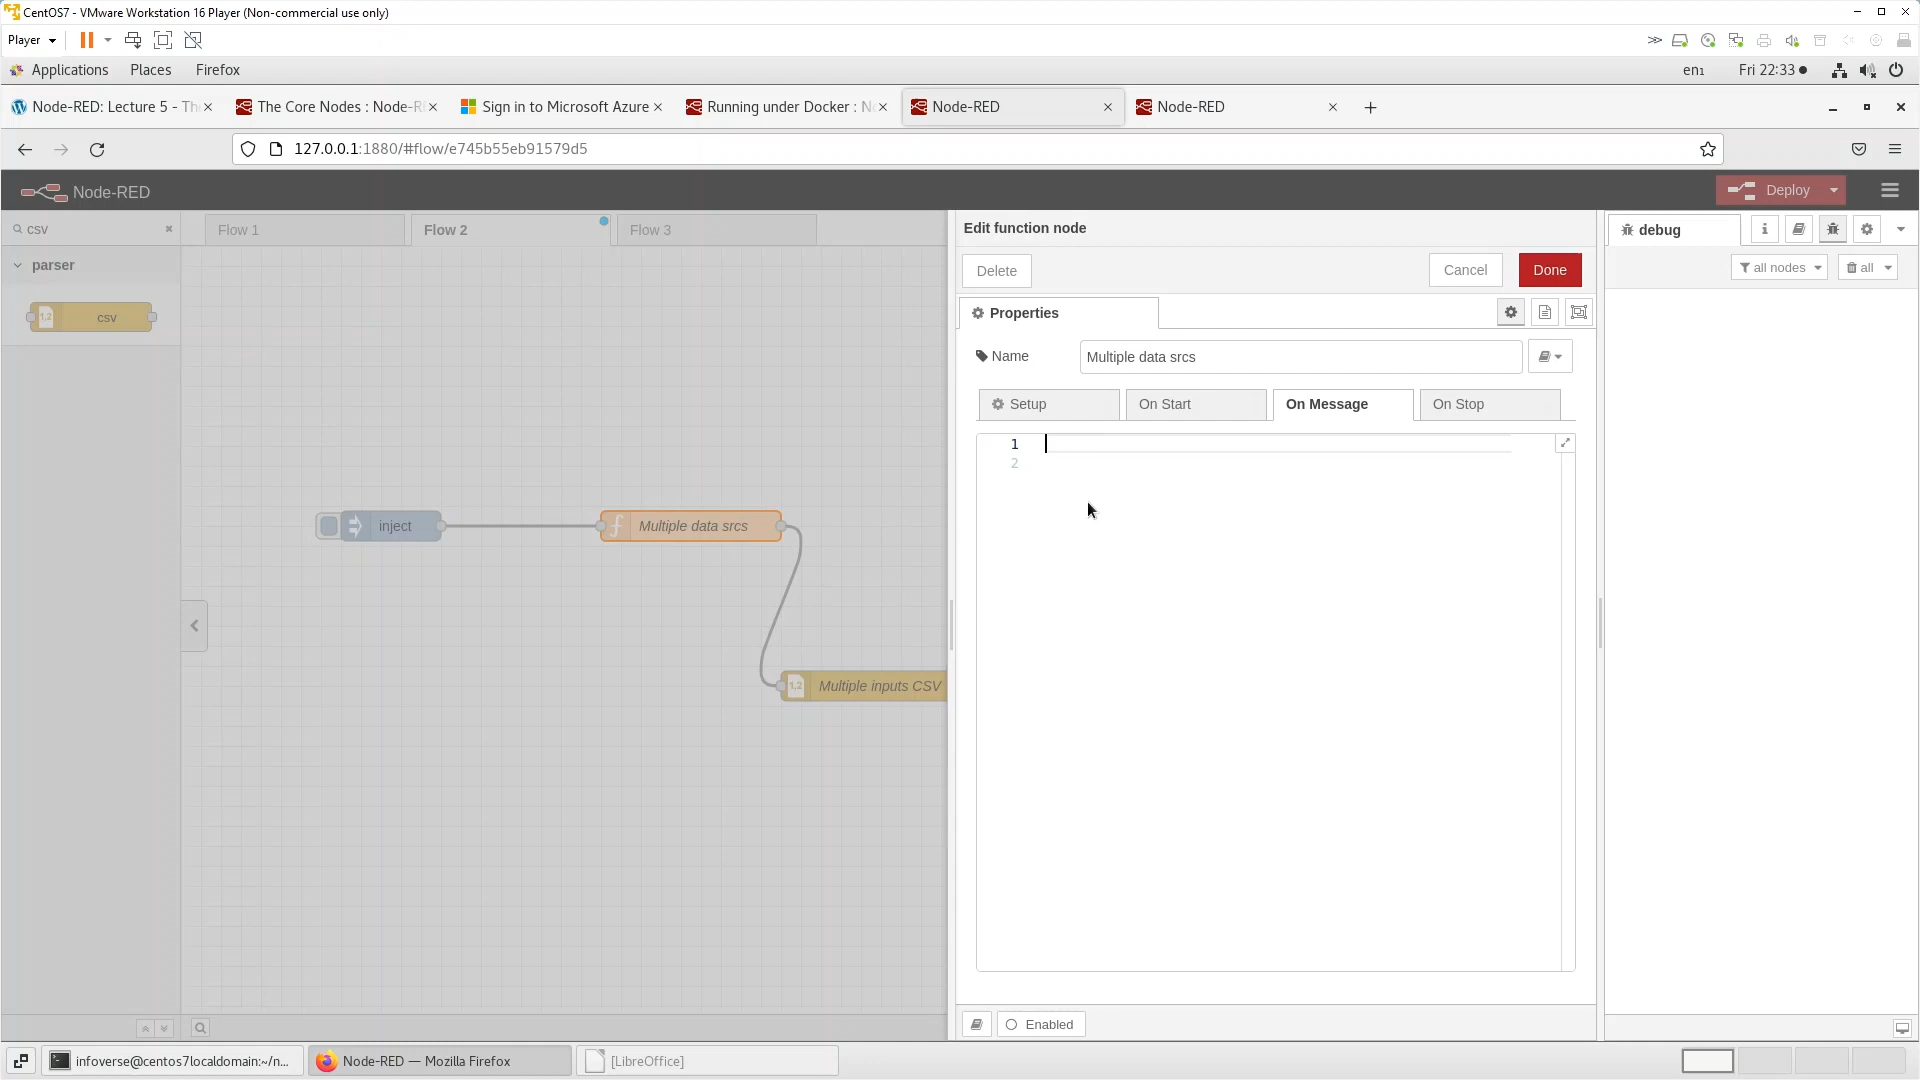 CentOS7 - VMware Workstation 16 Player (Non-commercial use only)
Player
Applications Places Firefox en1 Fri 22:33
Node-RED: Lecture 5 - Th The Core Nodes : Node-R Sign in to Microsoft Azure Running under Docker : No Node-RED Node-RED
127.0.0.1:1880/#flow/e745b55eb91579d5
Node-RED Deploy
csv Flow 1 Flow 2 Flow 3 Edit function node debug
parser
Delete Cancel Done all nodes all
1,2 csv
Properties
Name Multiple data srcs
Setup On Start On Message On Stop
1
2
inject Multiple data srcs
1,2 Multiple inputs CSV
Enabled
infoverse@centos7localdomain:~/n... Node-RED — Mozilla Firefox [LibreOffice]